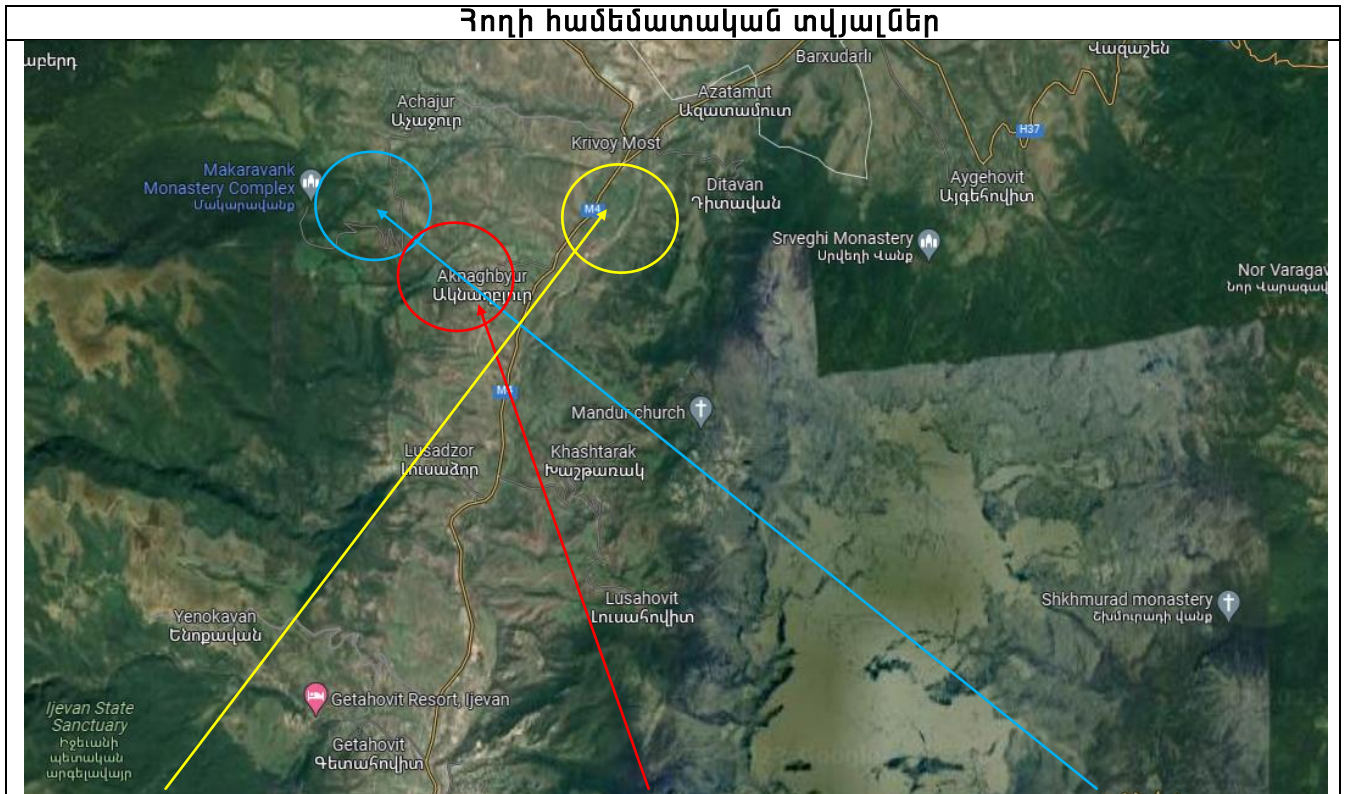 Հողի համեմատական տվյալներ
աբերդ
Barxudarlı
Վազաշեն
Achajur
Աչաջուր
Azatamut
Ազատամուտ
H37
Krivoy Most
Makaravank
Monastery Complex
Մակարավանք
Ditavan
Դիտավան
Aygehovit
Այգեհովիտ
M4
Srveghi Monastery
Սրվեղի Վանք
Aknaghbyur
Ակնաղբյուր
Nor Varagav
Նոր Վարագավ
M4
Mandur church
Lusadzor
Լուսաձոր
Khashtarak
Խաշթառակ
Lusahovit
Լուսահովիտ
Shkhmurad monastery
Շխմուրադի վանք
Yenokavan
Ենոքավան
Getahovit Resort, Ijevan
Ijevan State
Sanctuary
Իջեւանի
պետական
արգելավայր
Getahovit
Գետահովիտ